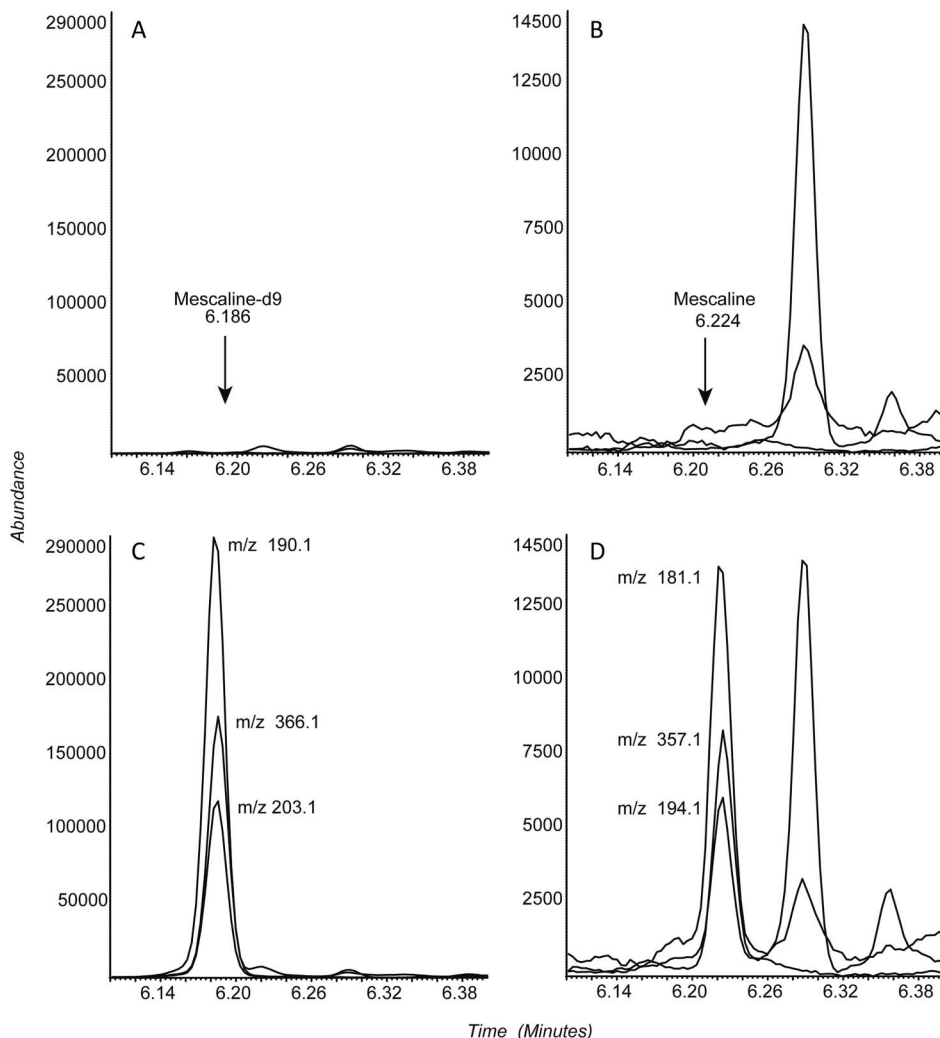 A
290000
250000
200000
150000
100000
50000
Mescaline-d9
6.186
6.14 6.20 6.26 6.32 6.38
B
14500
12500
10000
7500
5000
2500
Mescaline
6.224
6.14 6.20 6.26 6.32 6.38
Abundance
C
290000
250000
200000
150000
100000
50000
m/z 190.1
m/z 366.1
m/z 203.1
6.14 6.20 6.26 6.32 6.38
D
14500
12500
10000
7500
5000
2500
m/z 181.1
m/z 357.1
m/z 194.1
6.14 6.20 6.26 6.32 6.38
Time (Minutes)